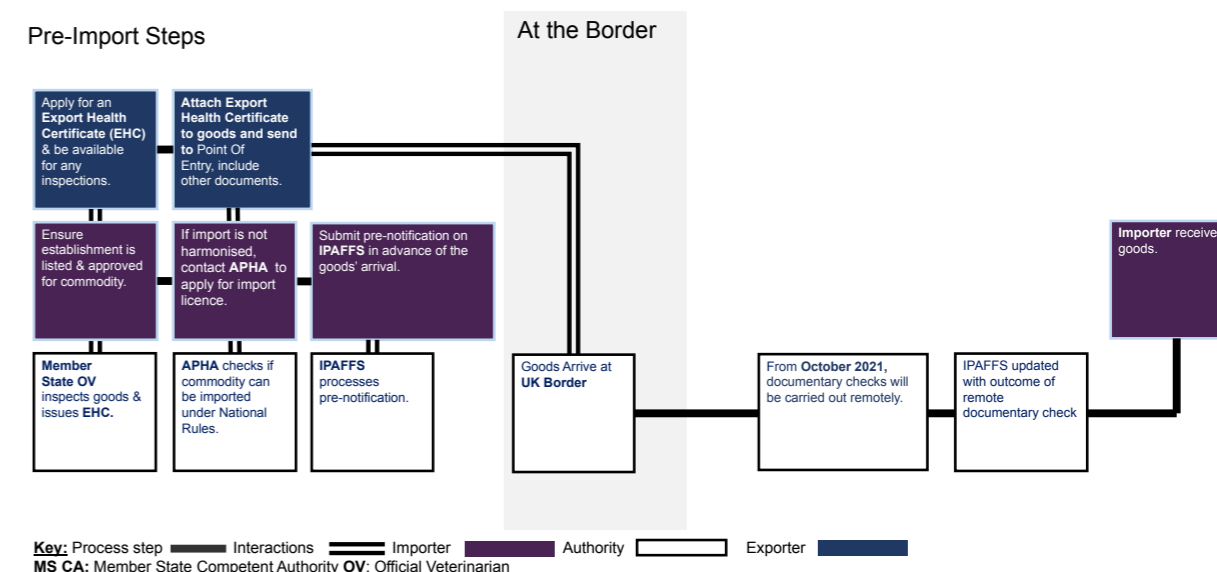 Pre-Import Steps
At the Border
Apply for an
Export Health
Certificate (EHC)
& be available
for any
inspections.
Attach Export
Health Certificate
to goods and send
to Point Of
Entry, include
other documents.
Ensure
establishment is
listed & approved
for commodity.
If import is not
harmonised,
contact APHA to
apply for import
licence.
Submit pre-notification on
IPAFFS in advance of the
goods' arrival.
Importer receive
goods.
Member
State OV
inspects goods &
issues EHC.
APHA checks if
commodity can
be imported
under National
Rules.
IPAFFS
processes
pre-notification.
Goods Arrive at
UK Border
From October 2021,
documentary checks will
be carried out remotely.
IPAFFS updated
with outcome of
remote
documentary check
Key: Process step Interactions Importer Authority Exporter
MS CA: Member State Competent Authority OV: Official Veterinarian